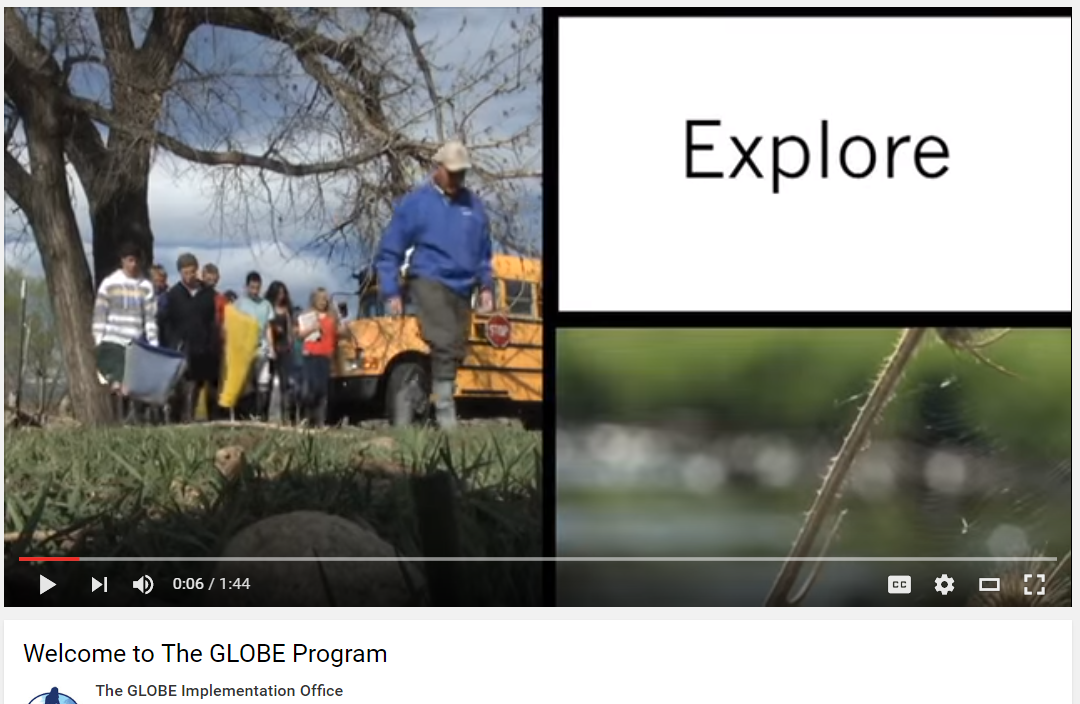 Explore
STOP
0:06 / 1:44
CC
Welcome to The GLOBE Program
The GLOBE Implementation Office